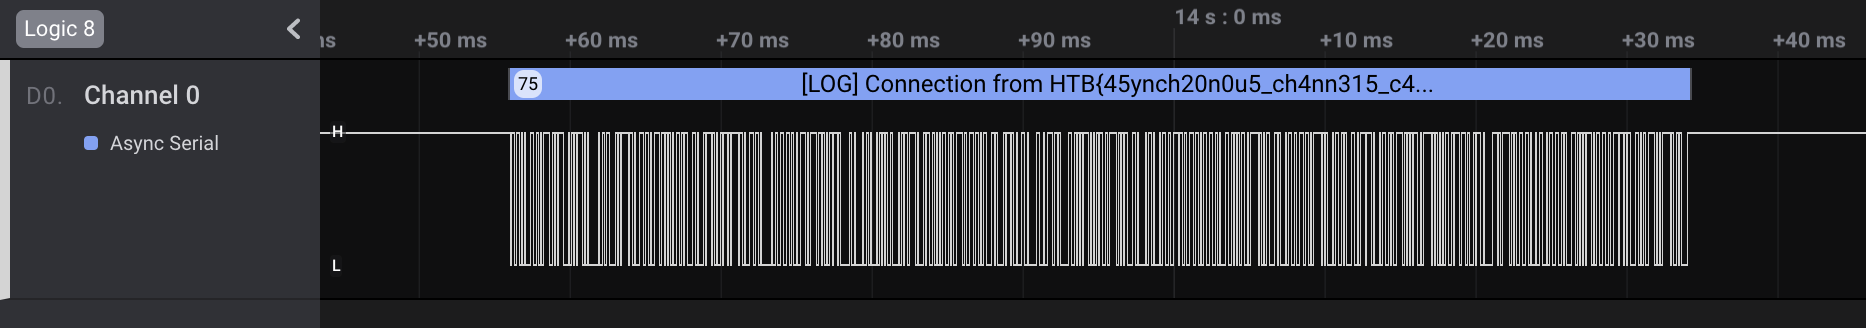 Logic 8
14 s : 0 ms
ms +50 ms +60 ms +70 ms +80 ms +90 ms +10 ms +20 ms +30 ms +40 ms
75 [LOG] Connection from HTB{45ynch20n0u5_ch4nn315_c4...
D0. Channel 0
Async Serial
H
L